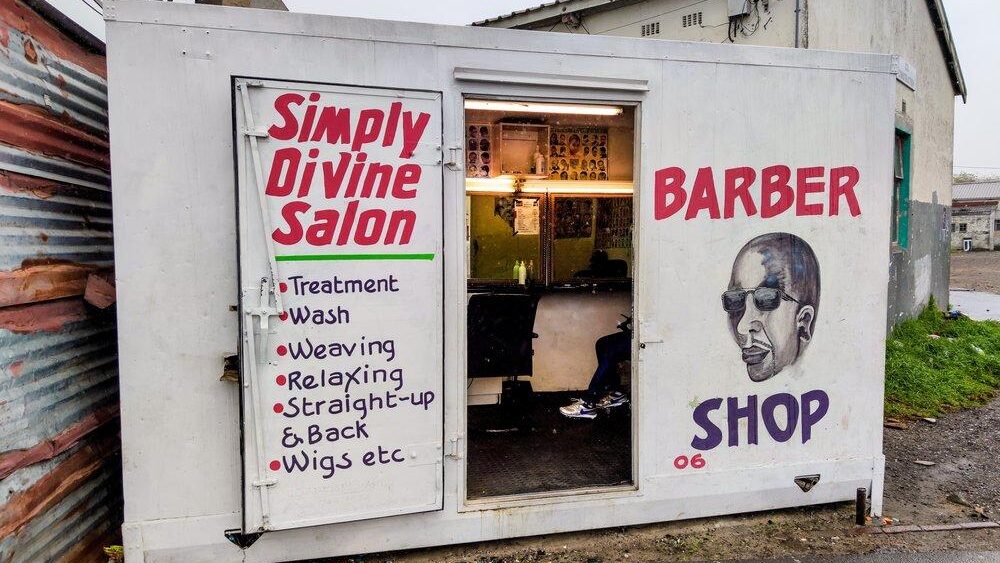 Simply
Divine
Salon
Treatment
Wash
Weaving
Relaxing
Straight-up
& Back
Wigs etc
BARBER
SHOP
06